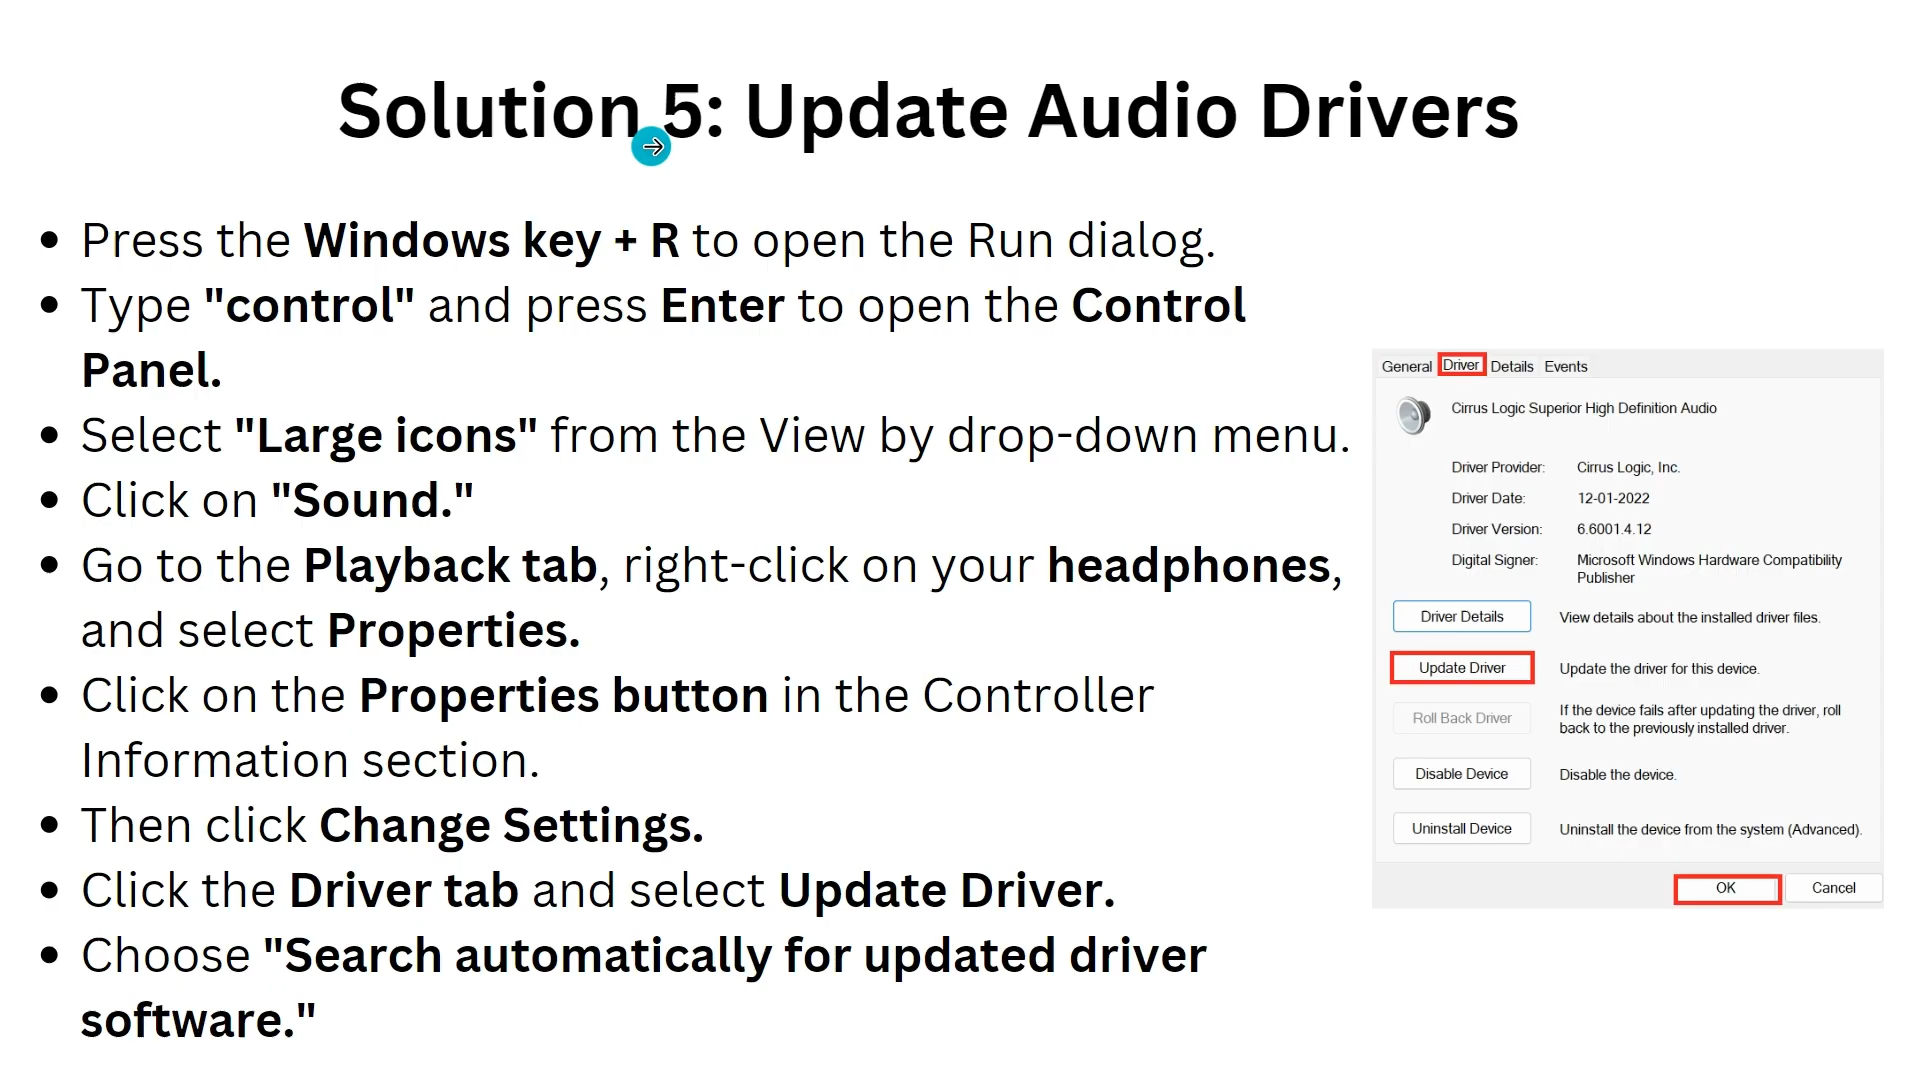 Solution 5: Update Audio Drivers
• Press the Windows key + R to open the Run dialog.
• Type "control" and press Enter to open the Control
Panel.
• Select "Large icons" from the View by drop-down menu.
• Click on "Sound."
• Go to the Playback tab, right-click on your headphones,
and select Properties.
• Click on the Properties button in the Controller
Information section.
• Then click Change Settings.
• Click the Driver tab and select Update Driver.
• Choose "Search automatically for updated driver
software."
General Driver Details Events
Cirrus Logic Superior High Definition Audio
Driver Provider: Cirrus Logic, Inc.
Driver Date: 12-01-2022
Driver Version: 6.6001.4.12
Digital Signer: Microsoft Windows Hardware Compatibility
Publisher
Driver Details View details about the installed driver files.
Update Driver Update the driver for this device.
Roll Back Driver If the device fails after updating the driver, roll
back to the previously installed driver.
Disable Device Disable the device.
Uninstall Device Uninstall the device from the system (Advanced).
OK Cancel